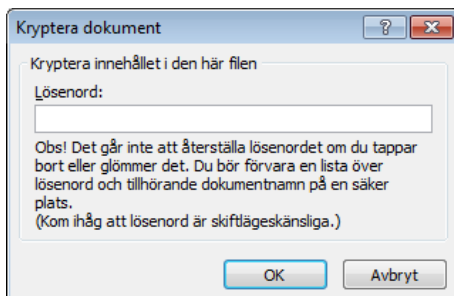 Kryptera dokument
Kryptera innehållet i den här filen
Lösenord:
Obs! Det går inte att återställa lösenordet om du tappar
bort eller glömmer det. Du bör förvara en lista över
lösenord och tillhörande dokumentnamn på en säker
plats.
(Kom ihåg att lösenord är skiftlägeskänsliga.)
OK
Avbryt